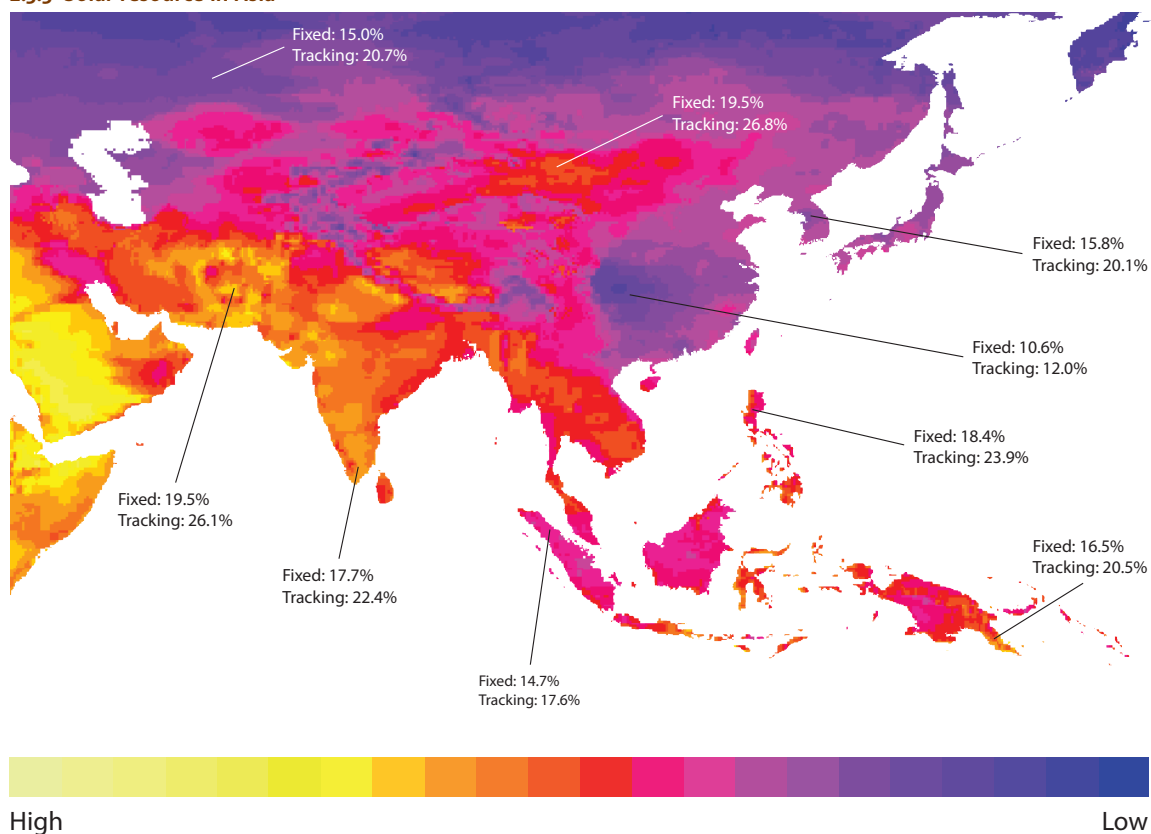 Fixed: 15.0%
Tracking: 20.7%
Fixed: 19.5%
Tracking: 26.8%
Fixed: 15.8%
Tracking: 20.1%
Fixed: 10.6%
Tracking: 12.0%
Fixed: 18.4%
Tracking: 23.9%
Fixed: 19.5%
Tracking: 26.1%
Fixed: 17.7%
Tracking: 22.4%
Fixed: 16.5%
Tracking: 20.5%
Fixed: 14.7%
Tracking: 17.6%
High
Low